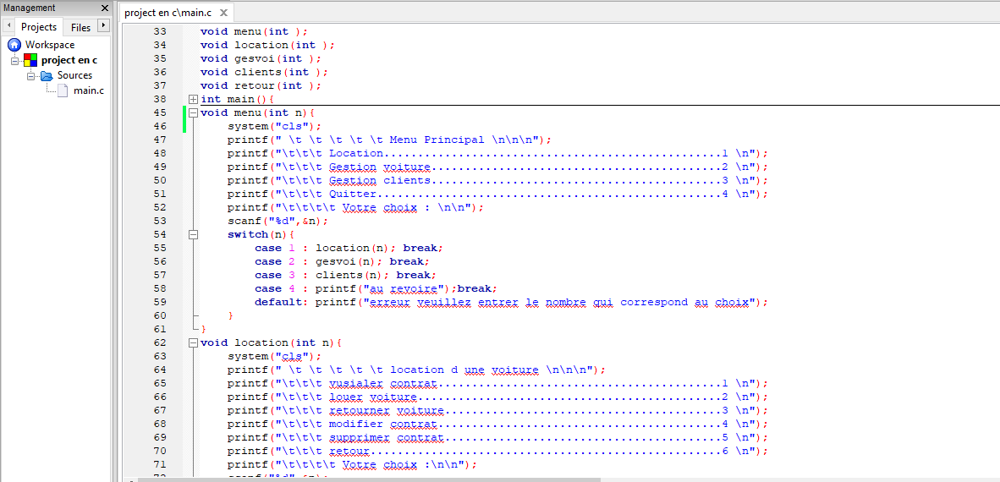 Management
Projects Files
Workspace
project en c
Sources
main.c
project en c\main.c
33 void menu(int );
34 void location(int );
35 void gesvoi(int );
36 void clients(int );
37 void retour(int );
38 int main(){
45 void menu(int n){
46 system("cls");
47 printf(" \t \t \t \t \t Menu Principal \n\n\n");
48 printf("\t\t\t Location..................................................1 \n");
49 printf("\t\t\t Gestion voiture...........................................2 \n");
50 printf("\t\t\t Gestion clients...........................................3 \n");
51 printf("\t\t\t Quitter...................................................4 \n");
52 printf("\t\t\t\t Votre choix : \n\n");
53 scanf("%d",&n);
54 switch(n){
55 case 1 : location(n); break;
56 case 2 : gesvoi(n); break;
57 case 3 : clients(n); break;
58 case 4 : printf("au revoire");break;
59 default: printf("erreur veuillez entrer le nombre qui correspond au choix");
60 }
61 }
62 void location(int n){
63 system("cls");
64 printf(" \t \t \t \t \t location d une voiture \n\n\n");
65 printf("\t\t\t vusialer contrat..........................................1 \n");
66 printf("\t\t\t louer voiture.............................................2 \n");
67 printf("\t\t\t retourner voiture.........................................3 \n");
68 printf("\t\t\t modifier contrat..........................................4 \n");
69 printf("\t\t\t supprimer contrat.........................................5 \n");
70 printf("\t\t\t retour....................................................6 \n");
71 printf("\t\t\t\t Votre choix :\n\n");
72 scanf("%d",&n);